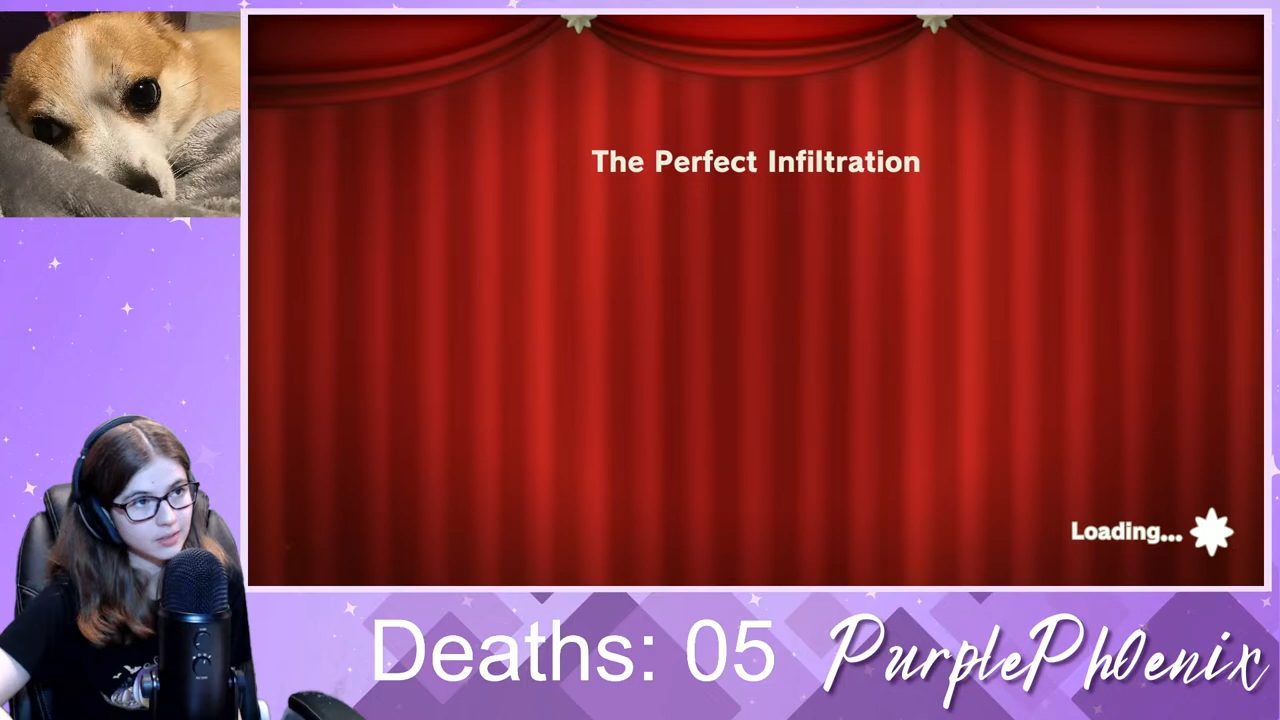 The Perfect Infiltration
Loading...
Deaths: 05
PurplePh0enix